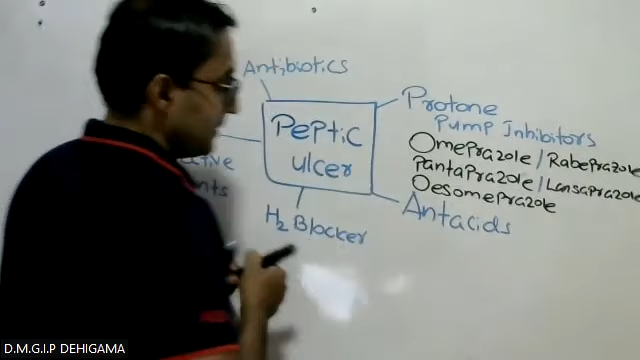 Antibiotics
Protone
Pump Inhibitors
Omeprazole / Rabeprazole
Pantaprazole / Lansaprazole
Oesomeprazole
Peptic
ulcer
Antacids
H2 Blocker
D.M.G.I.P DEHIGAMA